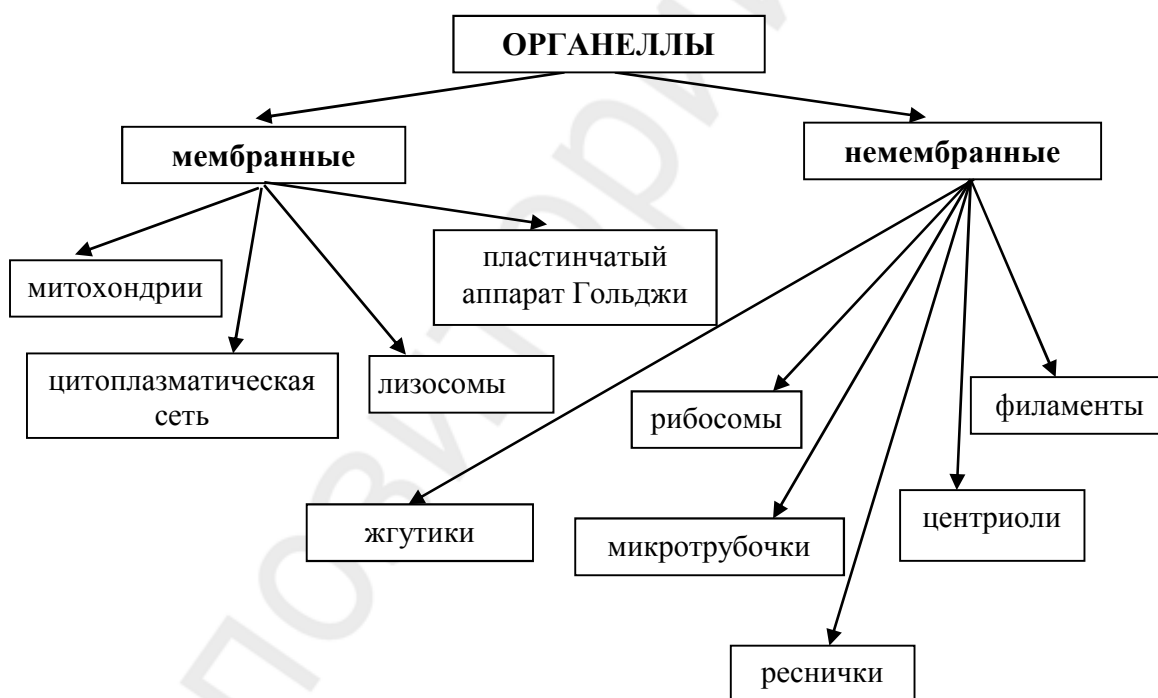 ОРГАНЕЛЛЫ
мембранные
немембранные
митохондрии
пластинчатый
аппарат Гольджи
цитоплазматическая
сеть
лизосомы
рибосомы
филаменты
жгутики
микротрубочки
центриоли
реснички